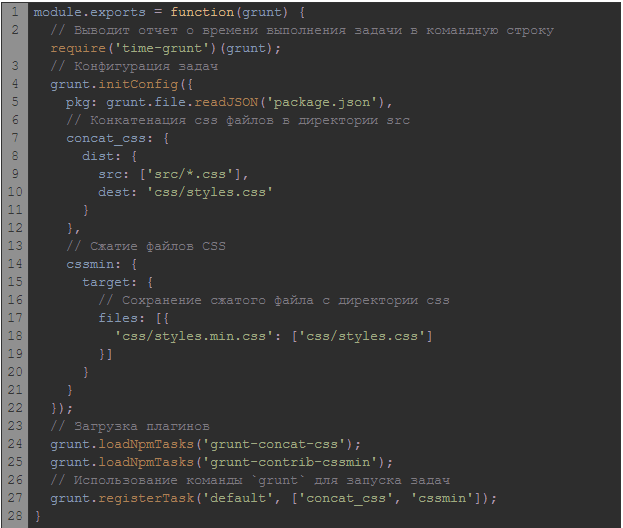 1 module.exports = function(grunt) {
2 // Выводит отчет о времени выполнения задачи в командную строку
require('time-grunt')(grunt);
3 // Конфигурация задач
4 grunt.initConfig({
5 pkg: grunt.file.readJSON('package.json'),
6 // Конкатенация css файлов в директории src
7 concat_css: {
8 dist: {
9 src: ['src/*.css'],
10 dest: 'css/styles.css'
11 }
12 },
13 // Сжатие файлов CSS
14 cssmin: {
15 target: {
16 // Сохранение сжатого файла с директории css
17 files: [{
18 'css/styles.min.css': ['css/styles.css']
19 }]
20 }
21 }
22 });
23 // Загрузка плагинов
24 grunt.loadNpmTasks('grunt-concat-css');
25 grunt.loadNpmTasks('grunt-contrib-cssmin');
26 // Использование команды `grunt` для запуска задач
27 grunt.registerTask('default', ['concat_css', 'cssmin']);
28 }